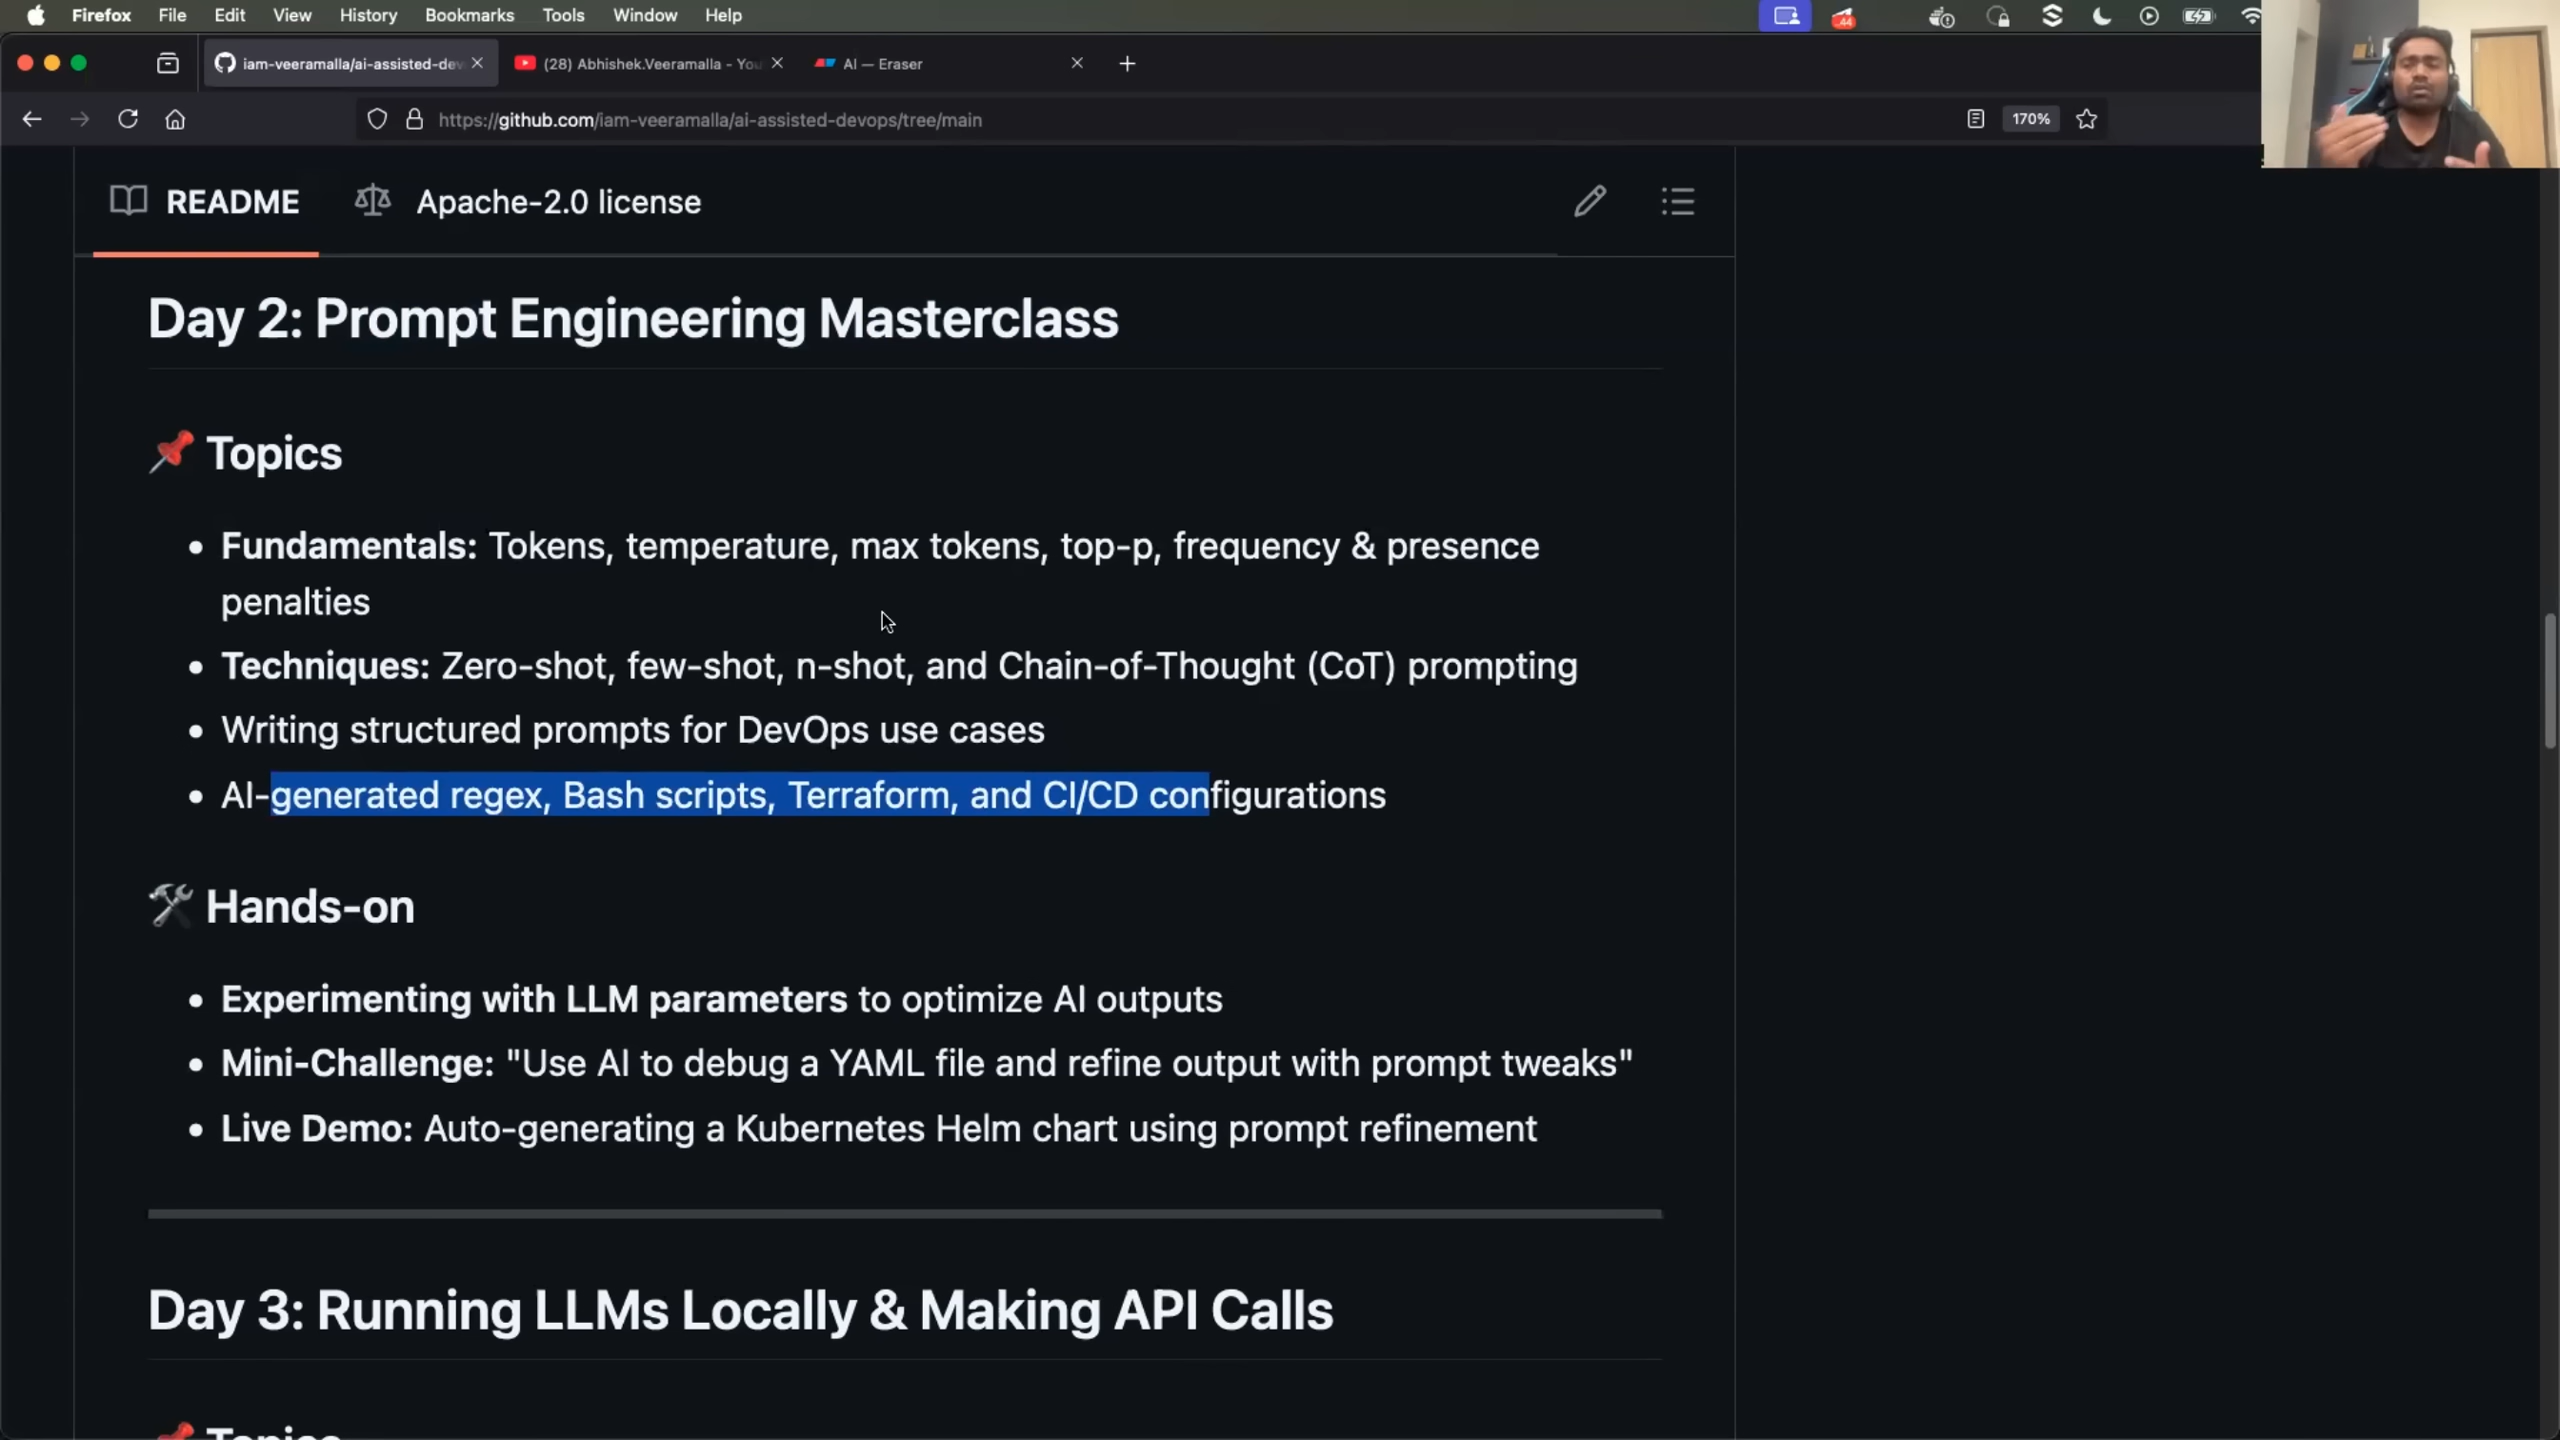 Firefox File Edit View History Bookmarks Tools Window Help
44
iam-veeramalla/ai-assisted-dev
(28) Abhishek.Veeramalla - You
AI — Eraser
https://github.com/iam-veeramalla/ai-assisted-devops/tree/main
170%
README
Apache-2.0 license
Day 2: Prompt Engineering Masterclass
Topics
• Fundamentals: Tokens, temperature, max tokens, top-p, frequency & presence
penalties
• Techniques: Zero-shot, few-shot, n-shot, and Chain-of-Thought (CoT) prompting
• Writing structured prompts for DevOps use cases
• AI-generated regex, Bash scripts, Terraform, and CI/CD configurations
Hands-on
• Experimenting with LLM parameters to optimize AI outputs
• Mini-Challenge: "Use AI to debug a YAML file and refine output with prompt tweaks"
• Live Demo: Auto-generating a Kubernetes Helm chart using prompt refinement
Day 3: Running LLMs Locally & Making API Calls
Topics